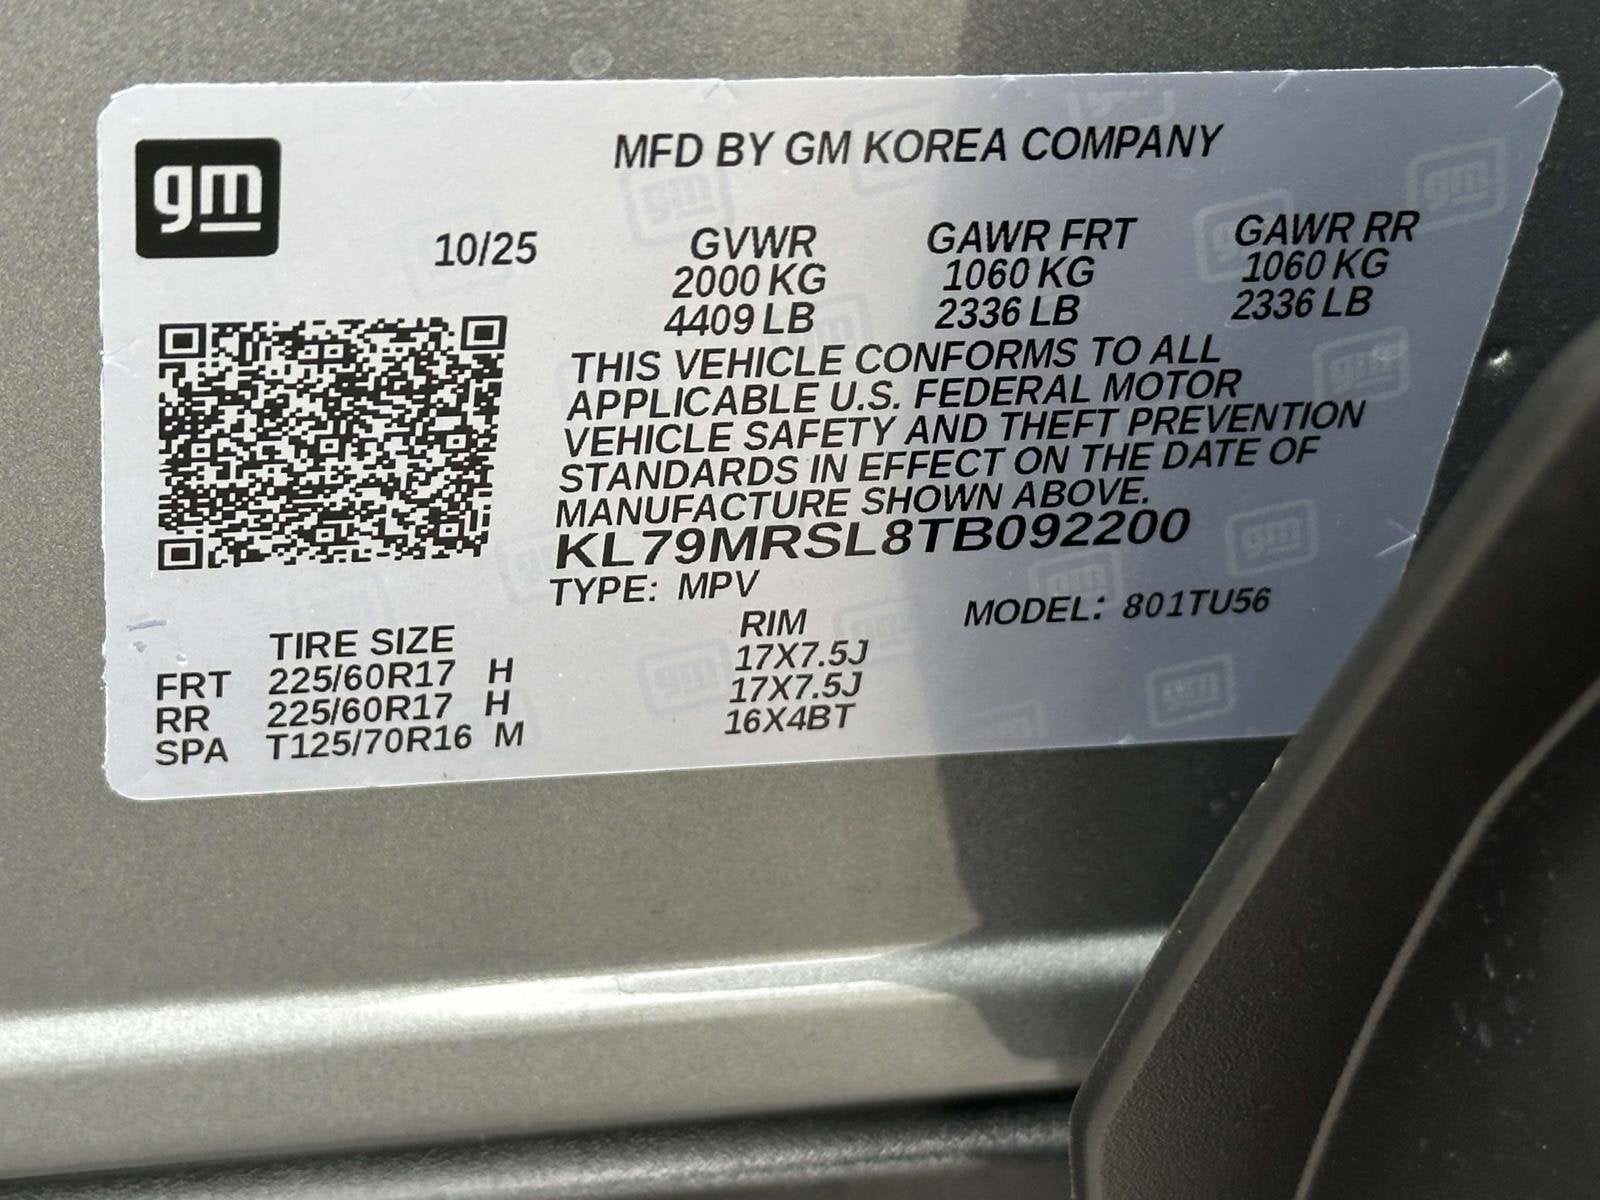 gm
MFD BY GM KOREA COMPANY
10/25 GVWR GAWR FRT GAWR RR
2000 KG 1060 KG 1060 KG
4409 LB 2336 LB 2336 LB
THIS VEHICLE CONFORMS TO ALL
APPLICABLE U.S. FEDERAL MOTOR
VEHICLE SAFETY AND THEFT PREVENTION
STANDARDS IN EFFECT ON THE DATE OF
MANUFACTURE SHOWN ABOVE.
KL79MRSL8TB092200
TYPE: MPV MODEL: 801TU56
TIRE SIZE RIM
FRT 225/60R17 H 17X7.5J
RR 225/60R17 H 17X7.5J
SPA T125/70R16 M 16X4BT